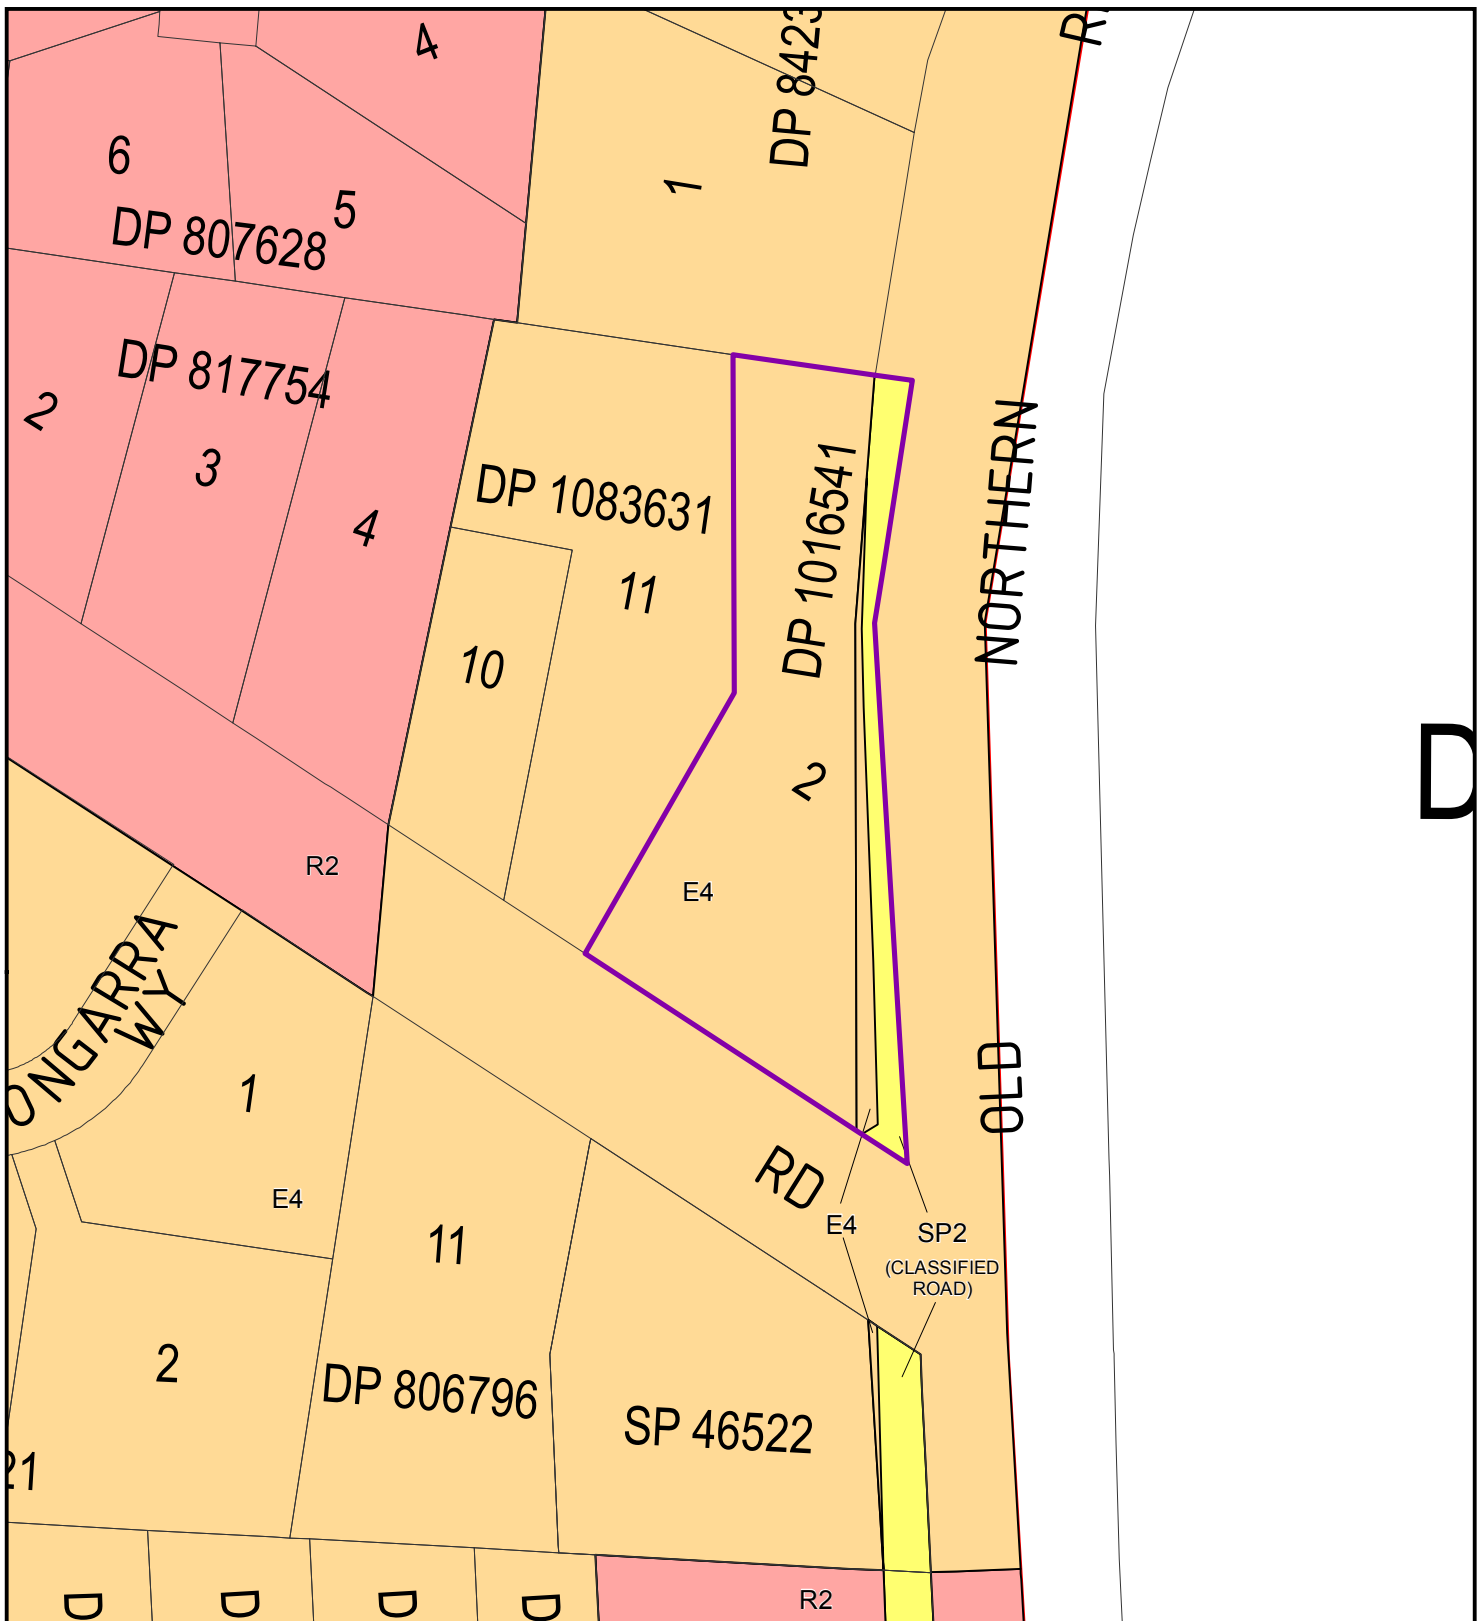 4
6
5
DP 807628
1
DP 8423
DP 817754
2
3
4
DP 1083631
11
10
DP 1016541
2
E4
NORTHERN
D
R2
ONGARRA
WY
1
E4
OLD
RD
E4
SP2
(CLASSIFIED
ROAD)
11
2
DP 806796
SP 46522
21
D
D
D
D
R2